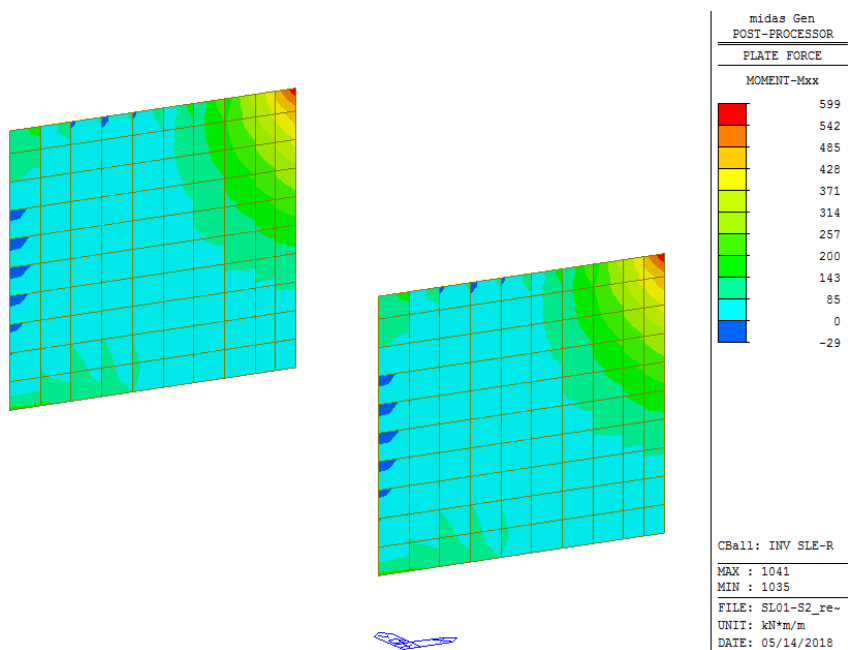 midas Gen
POST-PROCESSOR
PLATE FORCE
MOMENT-Mxx
599
542
485
428
371
314
257
200
143
85
0
-29
CBall: INV SLE-R
MAX : 1041
MIN : 1035
FILE: SL01-S2_re~
UNIT: kN*m/m
DATE: 05/14/2018